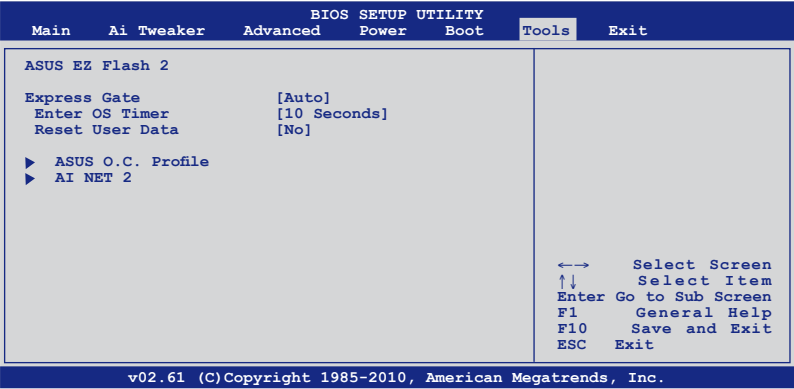 BIOS SETUP UTILITY
Main Ai Tweaker Advanced Power Boot Tools Exit
ASUS EZ Flash 2
Express Gate [Auto]
Enter OS Timer [10 Seconds]
Reset User Data [No]
▶ ASUS O.C. Profile
▶ AI NET 2
←→ Select Screen
↑↓ Select Item
Enter Go to Sub Screen
F1 General Help
F10 Save and Exit
ESC Exit
v02.61 (C)Copyright 1985-2010, American Megatrends, Inc.